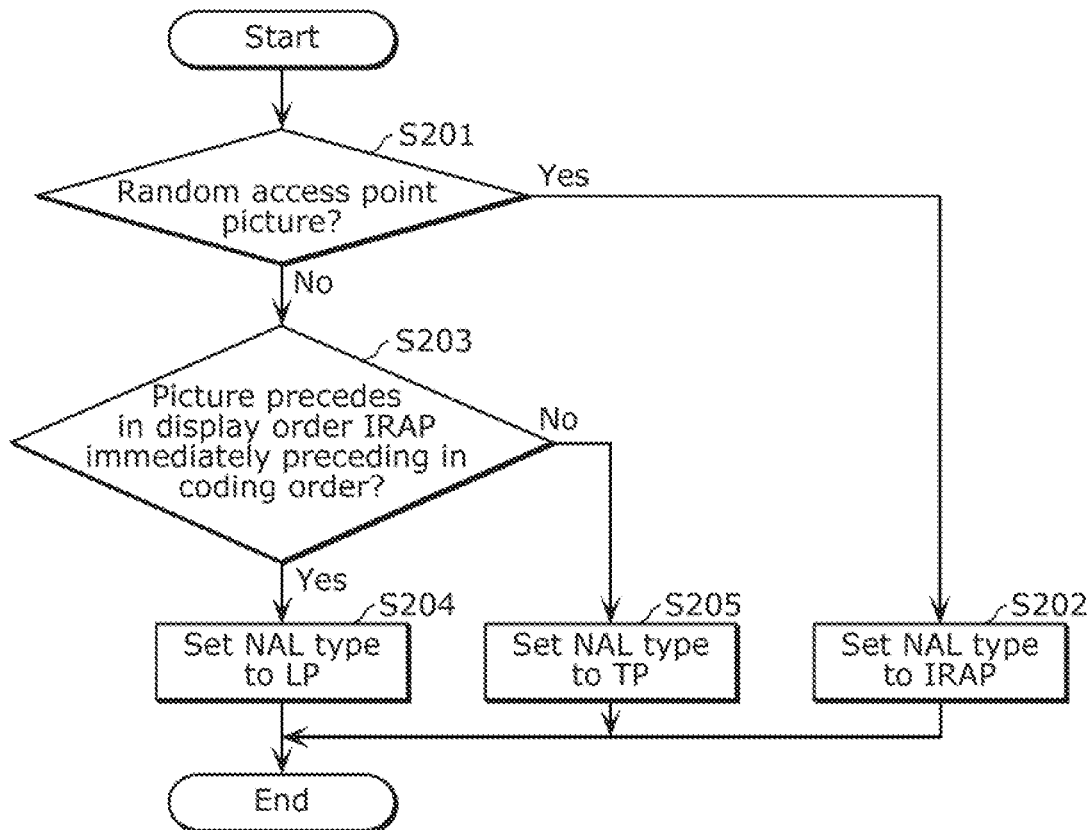 Start
S201
Random access point
picture?
Yes
No
S203
Picture precedes
in display order IRAP
immediately preceding in
coding order?
No
Yes
S204
Set NAL type
to LP
S205
Set NAL type
to TP
S202
Set NAL type
to IRAP
End